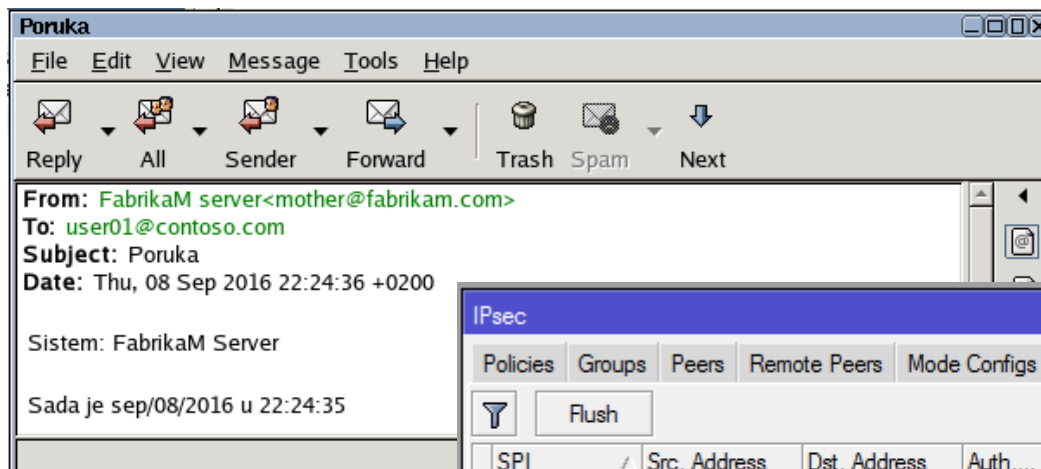 Poruka
File Edit View Message Tools Help
Reply All Sender Forward Trash Spam Next
From: FabrikaM server<mother@fabrikam.com>
To: user01@contoso.com
Subject: Poruka
Date: Thu, 08 Sep 2016 22:24:36 +0200
Sistem: FabrikaM Server
Sada je sep/08/2016 u 22:24:35
IPsec
Policies Groups Peers Remote Peers Mode Configs
Flush
SPI Src. Address Dst. Address Auth....